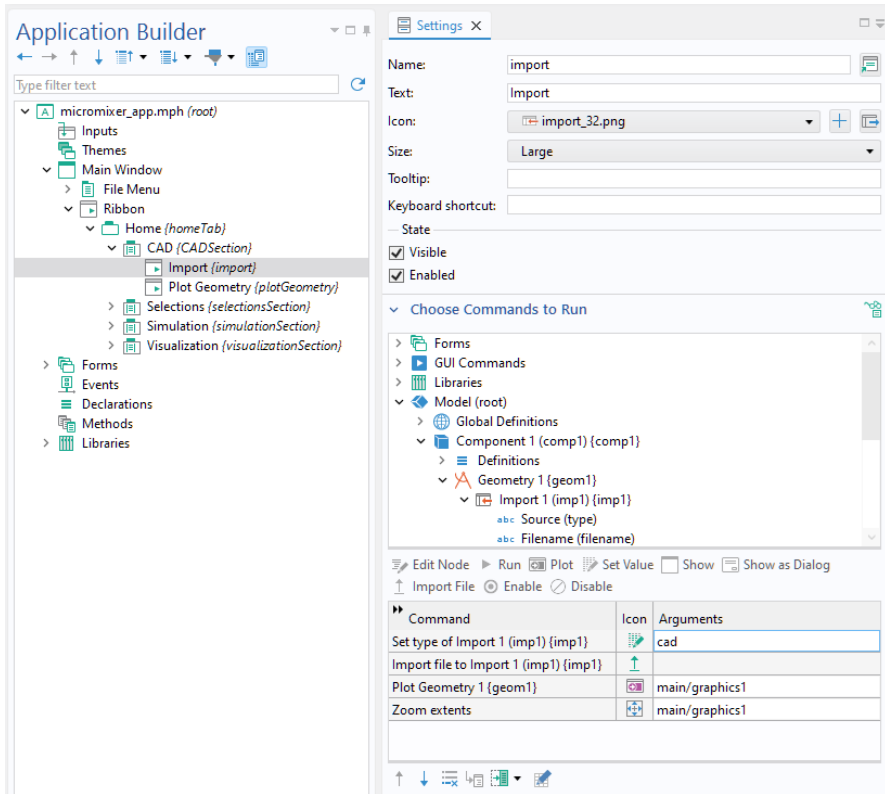 Application Builder
Type filter text
micromixer_app.mph (root)
Inputs
Themes
Main Window
File Menu
Ribbon
Home {homeTab}
CAD {CADSection}
Import {import}
Plot Geometry {plotGeometry}
Selections {selectionsSection}
Simulation {simulationSection}
Visualization {visualizationSection}
Forms
Events
Declarations
Methods
Libraries
Settings
Name: import
Text: Import
Icon: import_32.png
Size: Large
Tooltip:
Keyboard shortcut:
State
Visible
Enabled
Choose Commands to Run
Forms
GUI Commands
Libraries
Model (root)
Global Definitions
Component 1 (comp1) {comp1}
Definitions
Geometry 1 {geom1}
Import 1 (imp1) {imp1}
abc Source (type)
abc Filename (filename)
Edit Node Run Plot Set Value Show Show as Dialog
Import File Enable Disable
Command Icon Arguments
Set type of Import 1 (imp1) {imp1} cad
Import file to Import 1 (imp1) {imp1}
Plot Geometry 1 {geom1} main/graphics1
Zoom extents main/graphics1